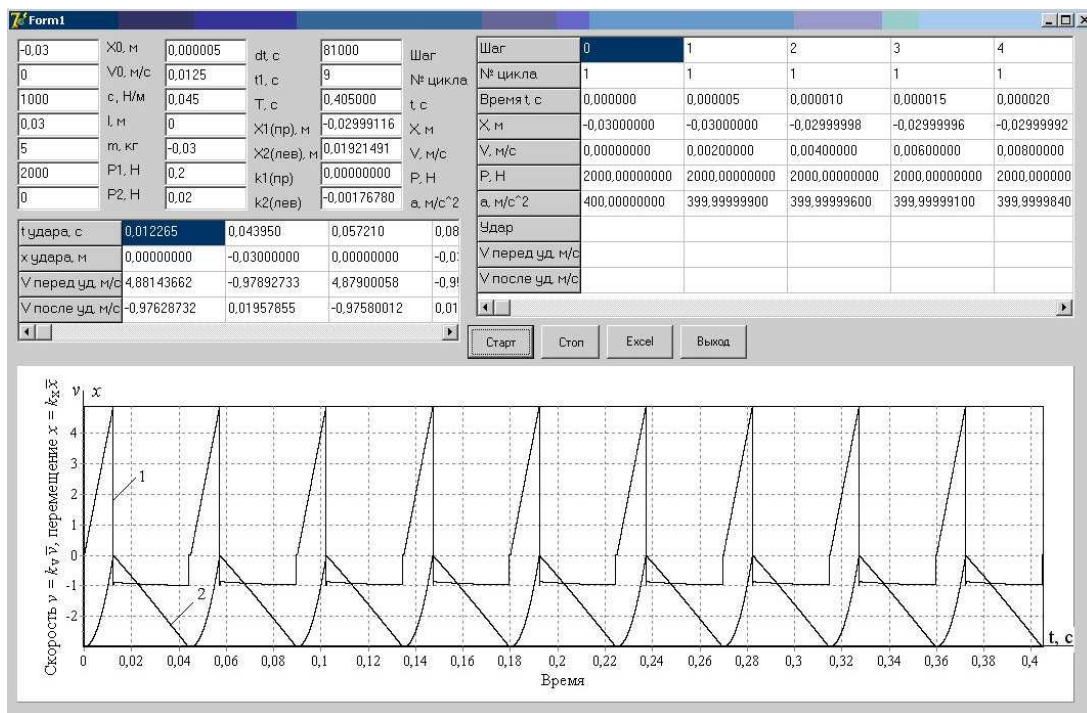 Form1
-0,03 X0, м 0,000005 dt, с 81000 Шаг
0 V0, м/с 0,0125 t1, с 9 № цикла
1000 с, Н/м 0,045 Т, с 0,405000 t с
0,03 l, м 0 X1(пр), м -0,02999116 X, м
5 m, кг -0,03 X2(лев), м 0,01921491 V, м/с
2000 P1, Н 0,2 k1(пр) 0,00000000 P, Н
0 P2, Н 0,02 k2(лев) -0,00176780 a, м/с^2
Шаг 0 1 2 3 4
№ цикла 1 1 1 1 1
Время t, с 0,000000 0,000005 0,000010 0,000015 0,000020
X, м -0,03000000 -0,03000000 -0,02999998 -0,02999996 -0,02999992
V, м/с 0,00000000 0,00200000 0,00400000 0,00600000 0,00800000
P, Н 2000,00000000 2000,00000000 2000,00000000 2000,00000000 2000,000000
a, м/с^2 400,00000000 399,99999900 399,99999600 399,99999100 399,9999840
Удар
V перед уд, м/с
V после уд, м/с
t удара, с 0,012265 0,043950 0,057210 0,08
x удара, м 0,00000000 -0,03000000 0,00000000 -0,0
V перед уд, м/с 4,88143662 -0,97892733 4,87900058 -0,9
V после уд, м/с -0,97628732 0,01957855 -0,97580012 0,01
Старт Стоп Excel Выход
v x
Скорость v = kv v̅, перемещение x = kx x̅
4
3
2
1
0
-1
-2
1
2
t, с
0 0,02 0,04 0,06 0,08 0,1 0,12 0,14 0,16 0,18 0,2 0,22 0,24 0,26 0,28 0,3 0,32 0,34 0,36 0,38 0,4
Время